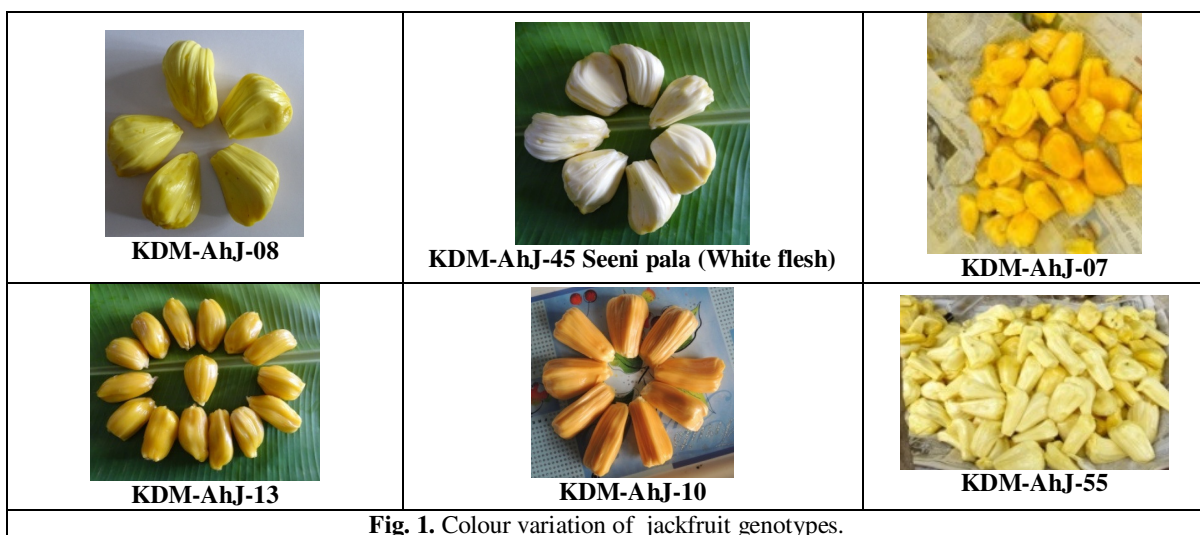 KDM-AhJ-08
KDM-AhJ-45 Seeni pala (White flesh)
KDM-AhJ-07
KDM-AhJ-13
KDM-AhJ-10
KDM-AhJ-55
Fig. 1. Colour variation of jackfruit genotypes.